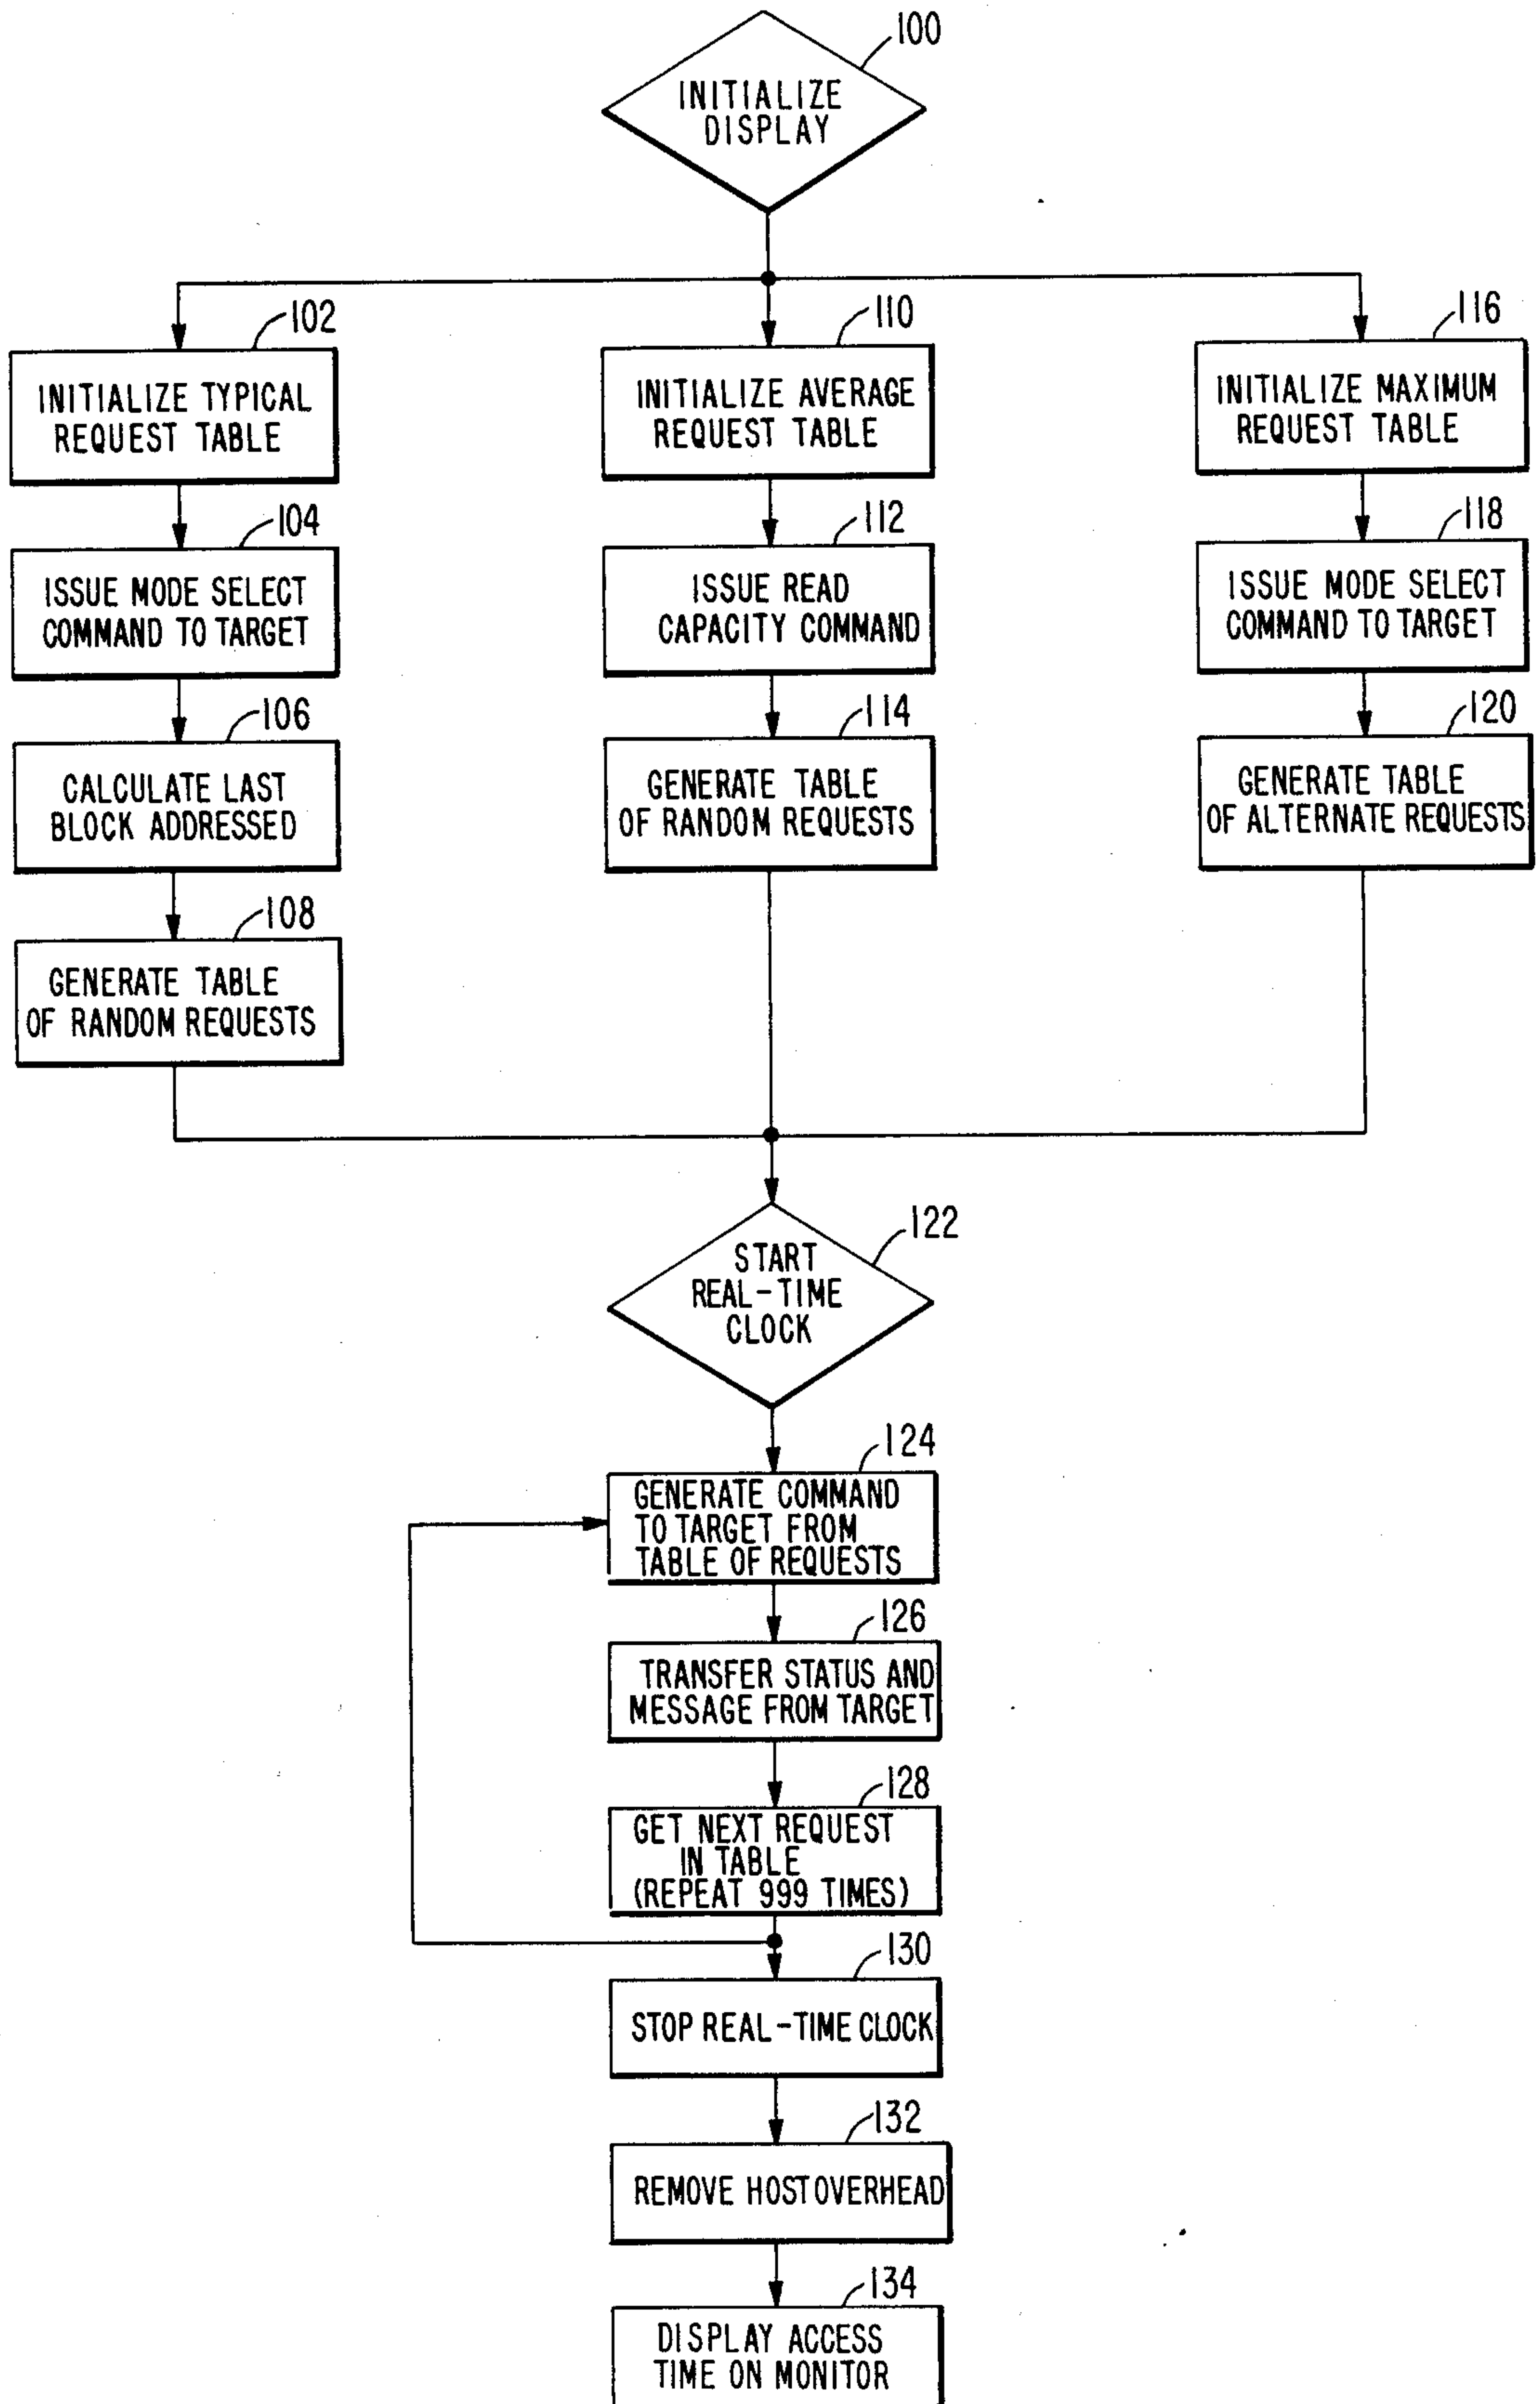 100
INITIALIZE
DISPLAY
102
INITIALIZE TYPICAL
REQUEST TABLE
104
ISSUE MODE SELECT
COMMAND TO TARGET
106
CALCULATE LAST
BLOCK ADDRESSED
108
GENERATE TABLE
OF RANDOM REQUESTS
110
INITIALIZE AVERAGE
REQUEST TABLE
112
ISSUE READ
CAPACITY COMMAND
114
GENERATE TABLE
OF RANDOM REQUESTS
116
INITIALIZE MAXIMUM
REQUEST TABLE
118
ISSUE MODE SELECT
COMMAND TO TARGET
120
GENERATE TABLE
OF ALTERNATE REQUESTS
122
START
REAL-TIME
CLOCK
124
GENERATE COMMAND
TO TARGET FROM
TABLE OF REQUESTS
126
TRANSFER STATUS AND
MESSAGE FROM TARGET
128
GET NEXT REQUEST
IN TABLE
(REPEAT 999 TIMES)
130
STOP REAL-TIME CLOCK
132
REMOVE HOST OVERHEAD
134
DISPLAY ACCESS
TIME ON MONITOR